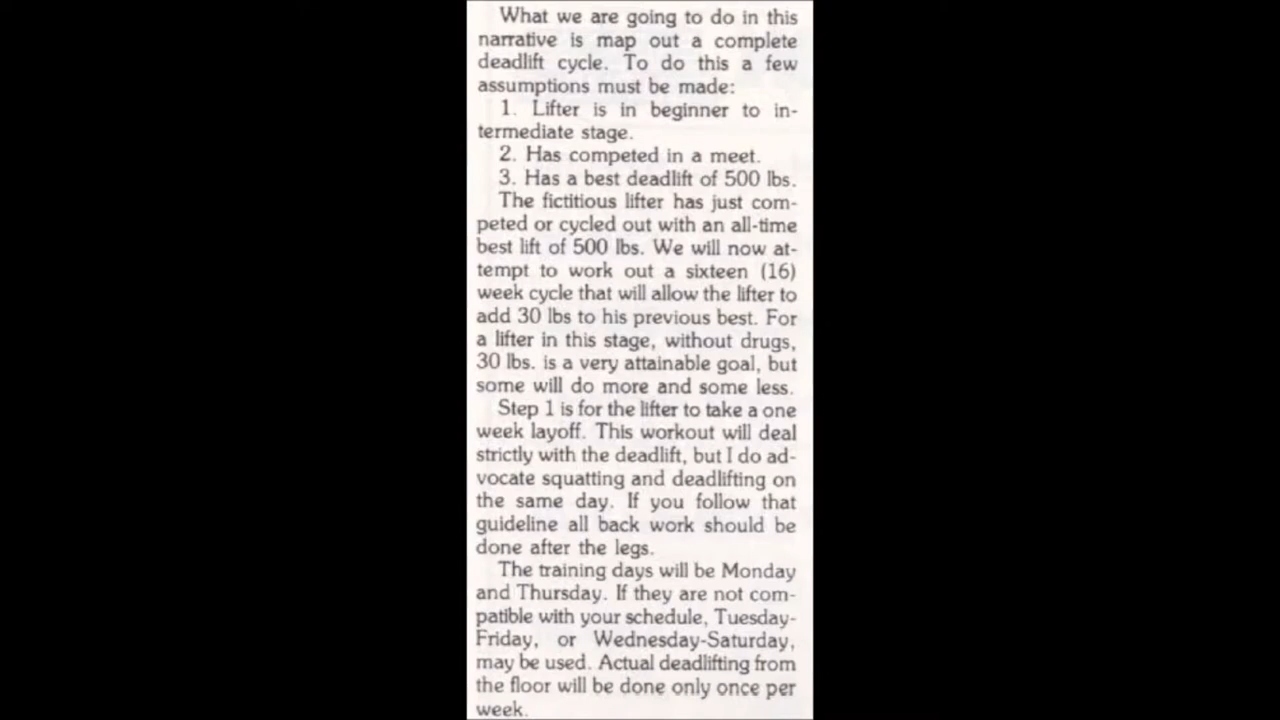 What we are going to do in this
narrative is map out a complete
deadlift cycle. To do this a few
assumptions must be made:
1. Lifter is in beginner to in-
termediate stage.
2. Has competed in a meet.
3. Has a best deadlift of 500 lbs.
The fictitious lifter has just com-
peted or cycled out with an all-time
best lift of 500 lbs. We will now at-
tempt to work out a sixteen (16)
week cycle that will allow the lifter to
add 30 lbs to his previous best. For
a lifter in this stage, without drugs,
30 lbs. is a very attainable goal, but
some will do more and some less.
Step 1 is for the lifter to take a one
week layoff. This workout will deal
strictly with the deadlift, but I do ad-
vocate squatting and deadlifting on
the same day. If you follow that
guideline all back work should be
done after the legs.
The training days will be Monday
and Thursday. If they are not com-
patible with your schedule, Tuesday-
Friday, or Wednesday-Saturday,
may be used. Actual deadlifting from
the floor will be done only once per
week.